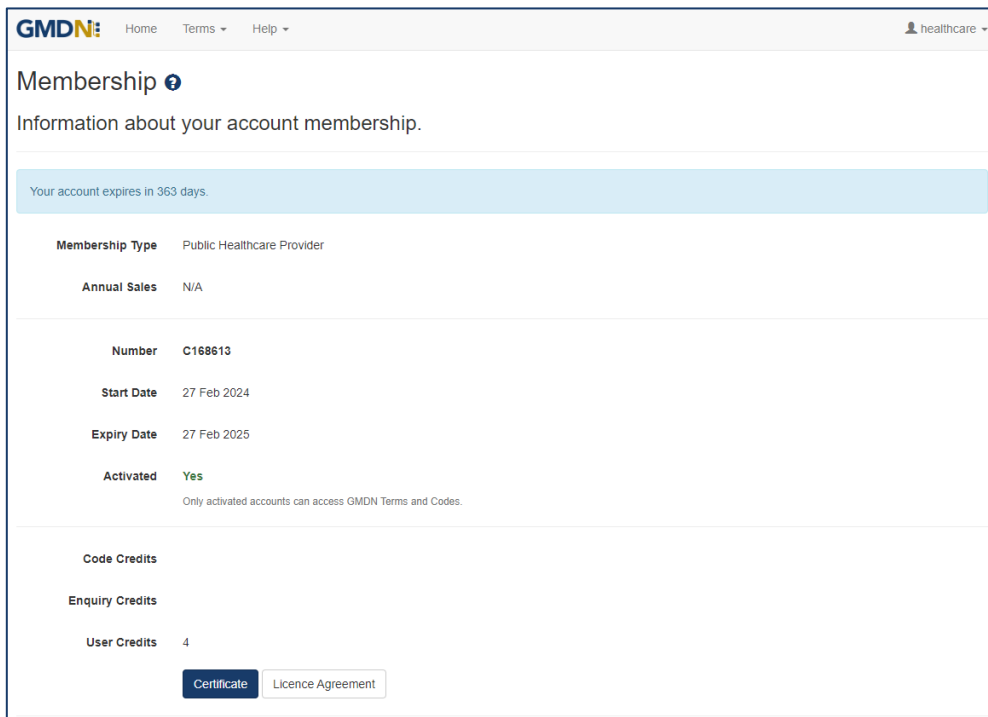 GMDN Home Terms Help healthcare
Membership ?
Information about your account membership.
Your account expires in 363 days.
Membership Type Public Healthcare Provider
Annual Sales N/A
Number C168613
Start Date 27 Feb 2024
Expiry Date 27 Feb 2025
Activated Yes
Only activated accounts can access GMDN Terms and Codes.
Code Credits
Enquiry Credits
User Credits 4
Certificate Licence Agreement